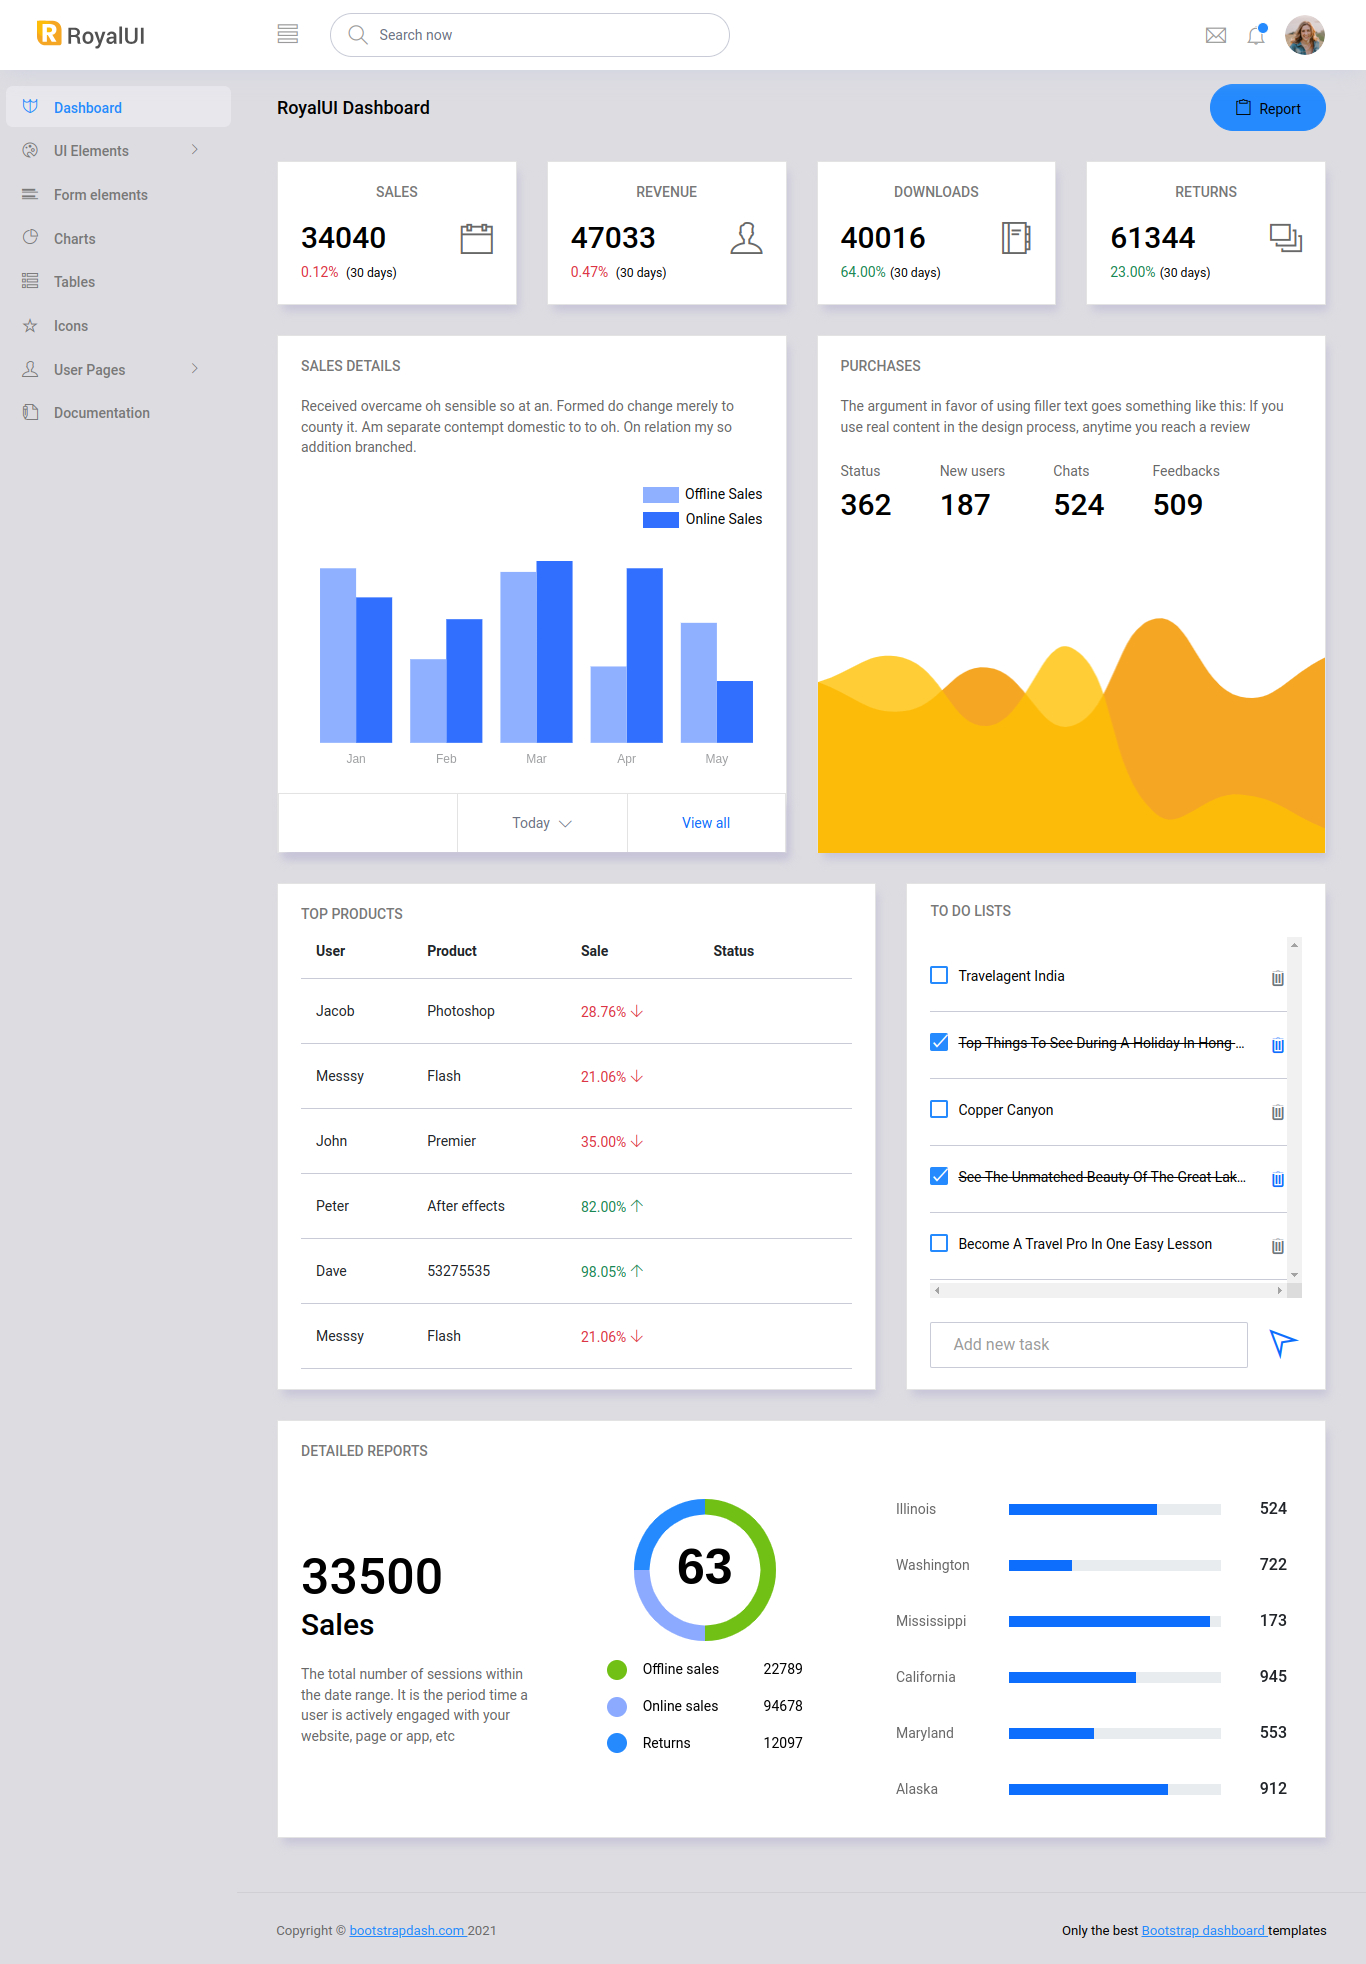 RoyalUI
Search now
Dashboard
UI Elements
Form elements
Charts
Tables
Icons
User Pages
Documentation
RoyalUI Dashboard
Report
SALES
34040
0.12% (30 days)
REVENUE
47033
0.47% (30 days)
DOWNLOADS
40016
64.00% (30 days)
RETURNS
61344
23.00% (30 days)
SALES DETAILS
Received overcame oh sensible so at an. Formed do change merely to
county it. Am separate contempt domestic to to oh. On relation my so
addition branched.
Offline Sales
Online Sales
Jan Feb Mar Apr May
Today
View all
PURCHASES
The argument in favor of using filler text goes something like this: If you
use real content in the design process, anytime you reach a review
Status New users Chats Feedbacks
362 187 524 509
TOP PRODUCTS
User Product Sale Status
Jacob Photoshop 28.76%
Messsy Flash 21.06%
John Premier 35.00%
Peter After effects 82.00%
Dave 53275535 98.05%
Messsy Flash 21.06%
TO DO LISTS
Travelagent India
Top Things To See During A Holiday In Hong ...
Copper Canyon
See The Unmatched Beauty Of The Great Lak...
Become A Travel Pro In One Easy Lesson
Add new task
DETAILED REPORTS
33500
Sales
The total number of sessions within
the date range. It is the period time a
user is actively engaged with your
website, page or app, etc
63
Offline sales 22789
Online sales 94678
Returns 12097
Illinois 524
Washington 722
Mississippi 173
California 945
Maryland 553
Alaska 912
Copyright © bootstrapdash.com 2021
Only the best Bootstrap dashboard templates